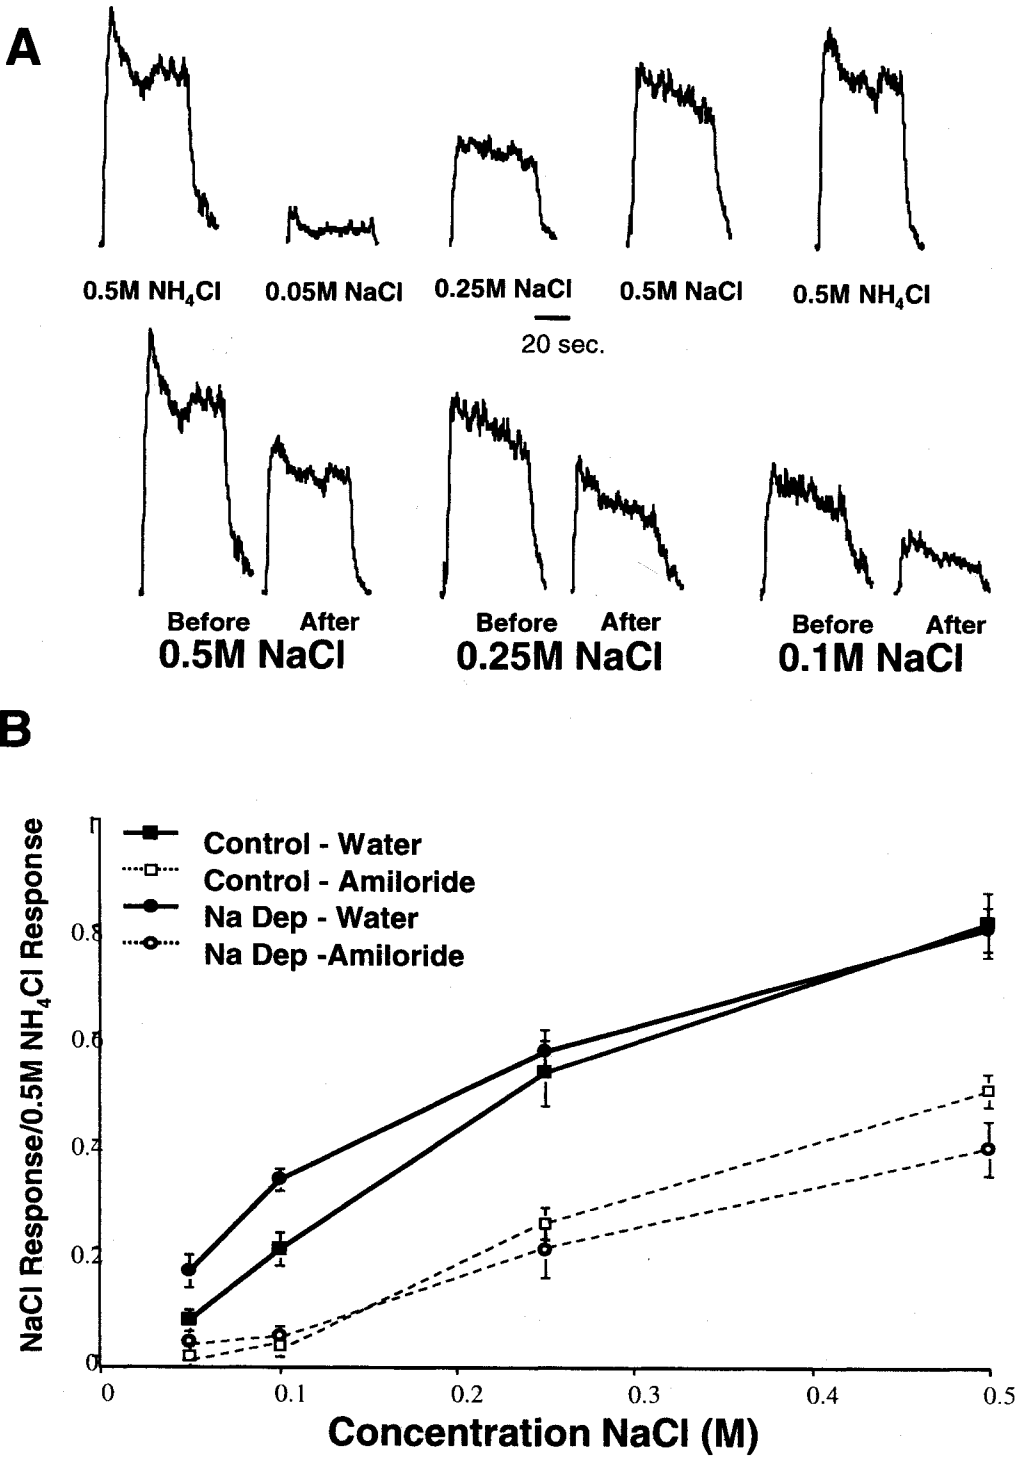 A
0.5M NH4Cl 0.05M NaCl 0.25M NaCl 0.5M NaCl 0.5M NH4Cl
20 sec.
Before After Before After Before After
0.5M NaCl 0.25M NaCl 0.1M NaCl
B
NaCl Response/0.5M NH4Cl Response
1
Control - Water
Control - Amiloride
Na Dep - Water
Na Dep -Amiloride
0.8
0.6
0.4
0.2
0
0 0.1 0.2 0.3 0.4 0.5
Concentration NaCl (M)